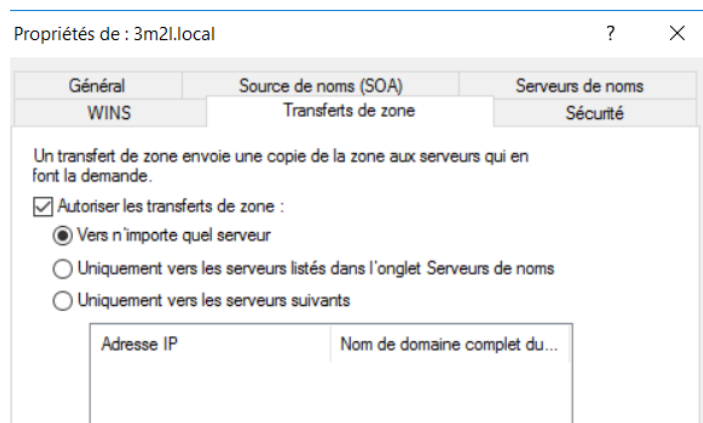 Propriétés de : 3m2l.local ? ×
Général Source de noms (SOA) Serveurs de noms
WINS Transferts de zone Sécurité
Un transfert de zone envoie une copie de la zone aux serveurs qui en
font la demande.
Autoriser les transferts de zone :
Vers n'importe quel serveur
Uniquement vers les serveurs listés dans l'onglet Serveurs de noms
Uniquement vers les serveurs suivants
Adresse IP Nom de domaine complet du...